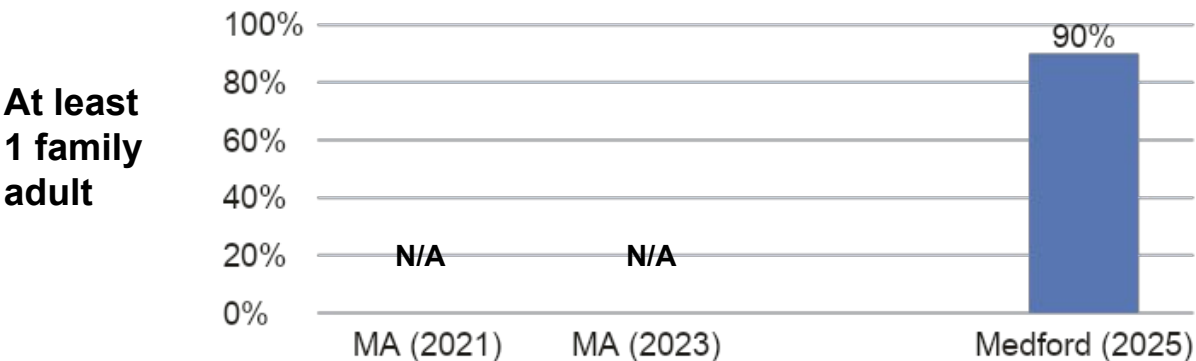 100%
90%
80%
At least
1 family
adult
60%
40%
20%
N/A
N/A
0%
MA (2021)
MA (2023)
Medford (2025)